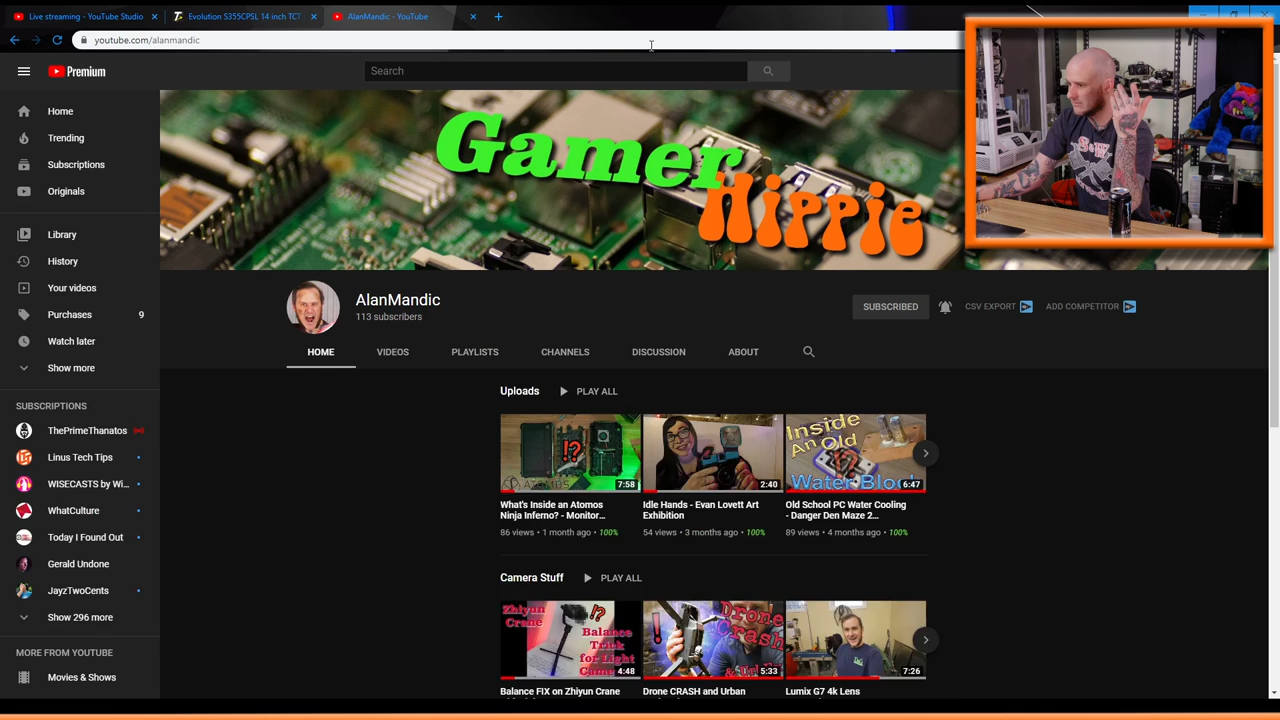 Live streaming - YouTube Studio
Evolution S355CPSL 14 inch TCT
AlanMandic - YouTube
youtube.com/alanmandic
Premium
Search
Home
Trending
Subscriptions
Originals
Library
History
Your videos
Purchases 9
Watch later
Show more
SUBSCRIPTIONS
ThePrimeThanatos
Linus Tech Tips
WISECASTS by Wi...
WhatCulture
Today I Found Out
Gerald Undone
JayzTwoCents
Show 296 more
MORE FROM YOUTUBE
Movies & Shows
Gamer
Hippie
AlanMandic
113 subscribers
SUBSCRIBED
CSV EXPORT
ADD COMPETITOR
HOME VIDEOS PLAYLISTS CHANNELS DISCUSSION ABOUT
Uploads PLAY ALL
!?
7:58
2:40
Inside
An Old
Water Block
6:47
What's Inside an Atomos
Ninja Inferno? - Monitor...
86 views • 1 month ago 100%
Idle Hands - Evan Lovett Art
Exhibition
54 views • 3 months ago 100%
Old School PC Water Cooling
- Danger Den Maze 2...
89 views • 4 months ago 100%
Camera Stuff PLAY ALL
Zhiyun
Crane
!?
Balance
Trick
for Light
4:48
Drone
Crash
5:33
7:26
Balance FIX on Zhiyun Crane
Drone CRASH and Urban
Lumix G7 4k Lens